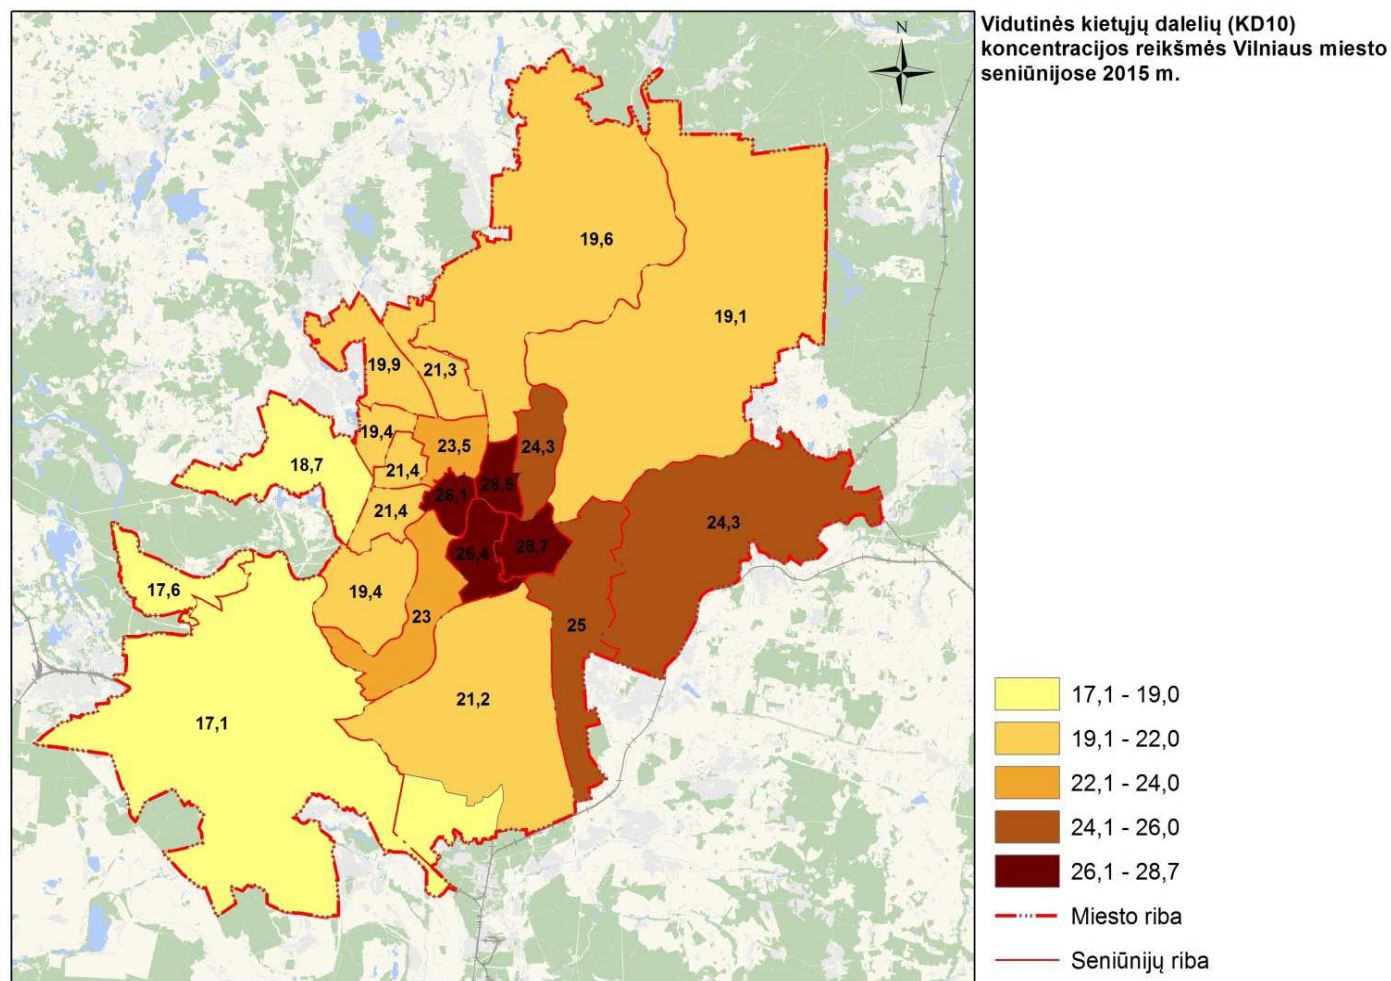 Vidutinės kietųjų dalelių (KD10)
koncentracijos reikšmės Vilniaus miesto
seniūnijose 2015 m.
N
19,6
19,1
19,9
21,3
19,4
23,5
24,3
18,7
21,4
28,5
26,1
21,4
24,3
26,4
28,7
17,6
19,4
23
25
21,2
17,1
17,1 - 19,0
19,1 - 22,0
22,1 - 24,0
24,1 - 26,0
26,1 - 28,7
Miesto riba
Seniūnijų riba